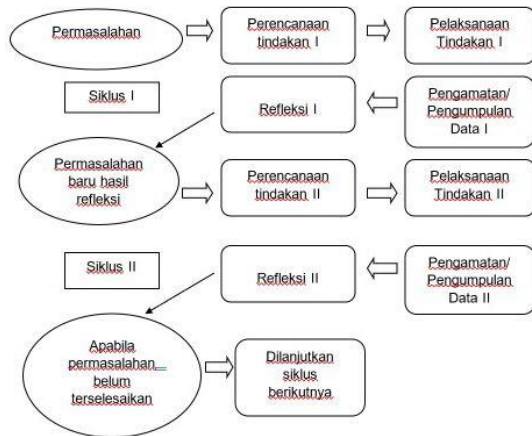 Permasalahan
Perencanaan
tindakan I
Pelaksanaan
Tindakan I
Siklus I
Refleksi I
Pengamatan/
Pengumpulan
Data I
Permasalahan
baru hasil
refleksi
Perencanaan
tindakan II
Pelaksanaan
Tindakan II
Siklus II
Refleksi II
Pengamatan/
Pengumpulan
Data II
Apabila
permasalahan
belum
terselesaikan
Dilanjutkan
siklus
berikutnya